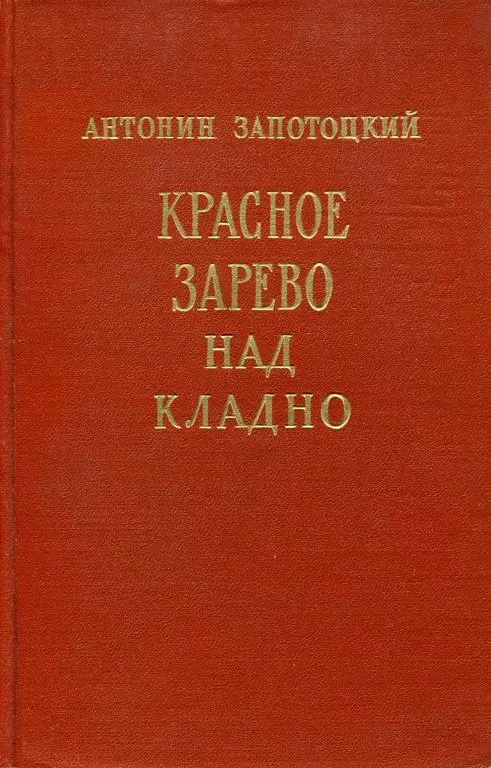 АНТОНИН ЗАПОТОЦКИЙ
КРАСНОЕ
ЗАРЕВО
НАД
КЛАДНО